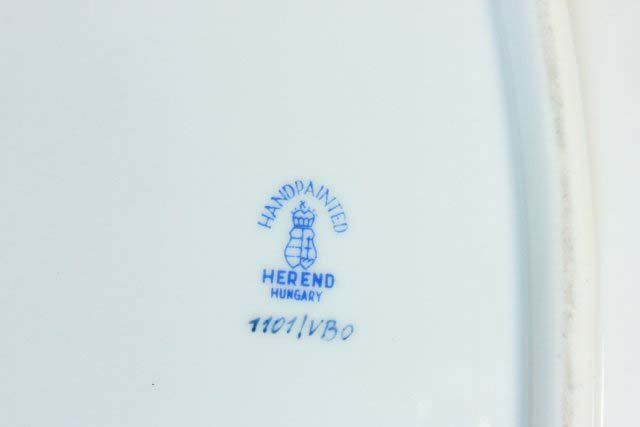 HANDPAINTED
HEREND
HUNGARY
1101/VBO